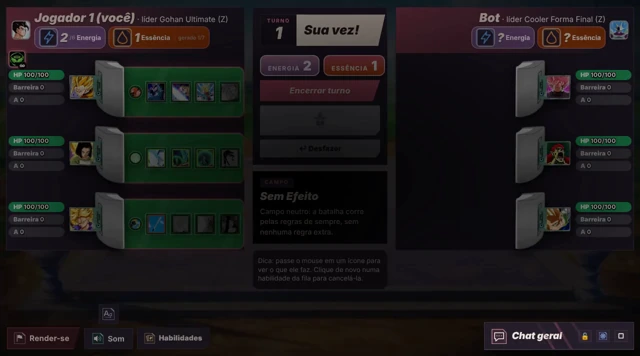 Jogador 1 (você) - líder Gohan Ultimate (Z)
2 Energia
1 Essência
TURNO
1
Sua vez!
ENERGIA 2
ESSÊNCIA 1
Encerrar turno
Desfazer
CAMPO
Sem Efeito
Campo neutro: a batalha corre
pelas regras de sempre, sem
nenhuma regra extra.
Dica: passe o mouse em um ícone para
ver o que ele faz. Clique de novo numa
habilidade da fila para cancelá-la.
Bot - líder Cooler Forma Final (Z)
? Energia
? Essência
HP 100/100
Barreira 0
A 0
HP 100/100
Barreira 0
A 0
HP 100/100
Barreira 0
A 0
HP 100/100
Barreira 0
A 0
HP 100/100
Barreira 0
A 0
HP 100/100
Barreira 0
A 0
Render-se
Som
Habilidades
Chat geral